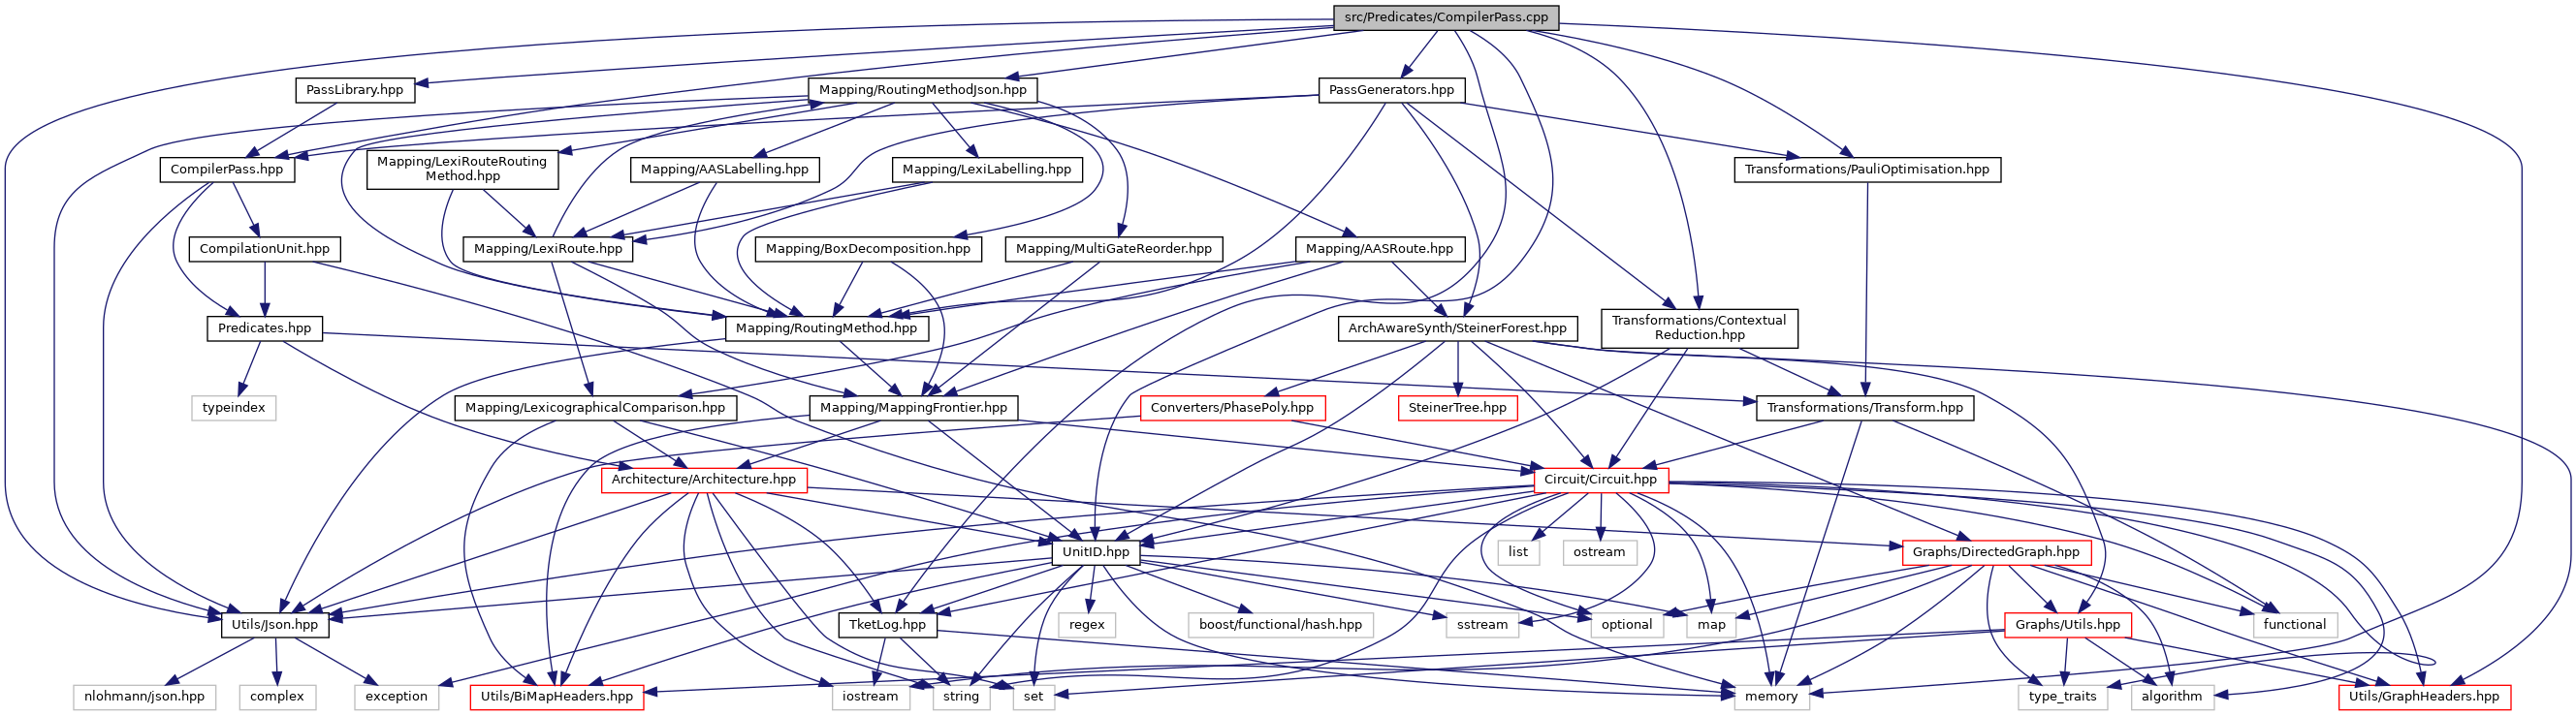 src/Predicates/CompilerPass.cpp
PassLibrary.hpp
Mapping/RoutingMethodJson.hpp
PassGenerators.hpp
CompilerPass.hpp
Mapping/LexiRouteRouting
Method.hpp
Mapping/AASLabelling.hpp
Mapping/LexiLabelling.hpp
Transformations/PauliOptimisation.hpp
CompilationUnit.hpp
Mapping/LexiRoute.hpp
Mapping/BoxDecomposition.hpp
Mapping/MultiGateReorder.hpp
Mapping/AASRoute.hpp
Predicates.hpp
Mapping/RoutingMethod.hpp
ArchAwareSynth/SteinerForest.hpp
Transformations/Contextual
Reduction.hpp
typeindex
Mapping/LexicographicalComparison.hpp
Mapping/MappingFrontier.hpp
Converters/PhasePoly.hpp
SteinerTree.hpp
Transformations/Transform.hpp
Architecture/Architecture.hpp
Circuit/Circuit.hpp
UnitID.hpp
list
ostream
Graphs/DirectedGraph.hpp
Utils/Json.hpp
TketLog.hpp
regex
boost/functional/hash.hpp
sstream
optional
map
Graphs/Utils.hpp
functional
nlohmann/json.hpp
complex
exception
Utils/BiMapHeaders.hpp
iostream
string
set
memory
type_traits
algorithm
Utils/GraphHeaders.hpp